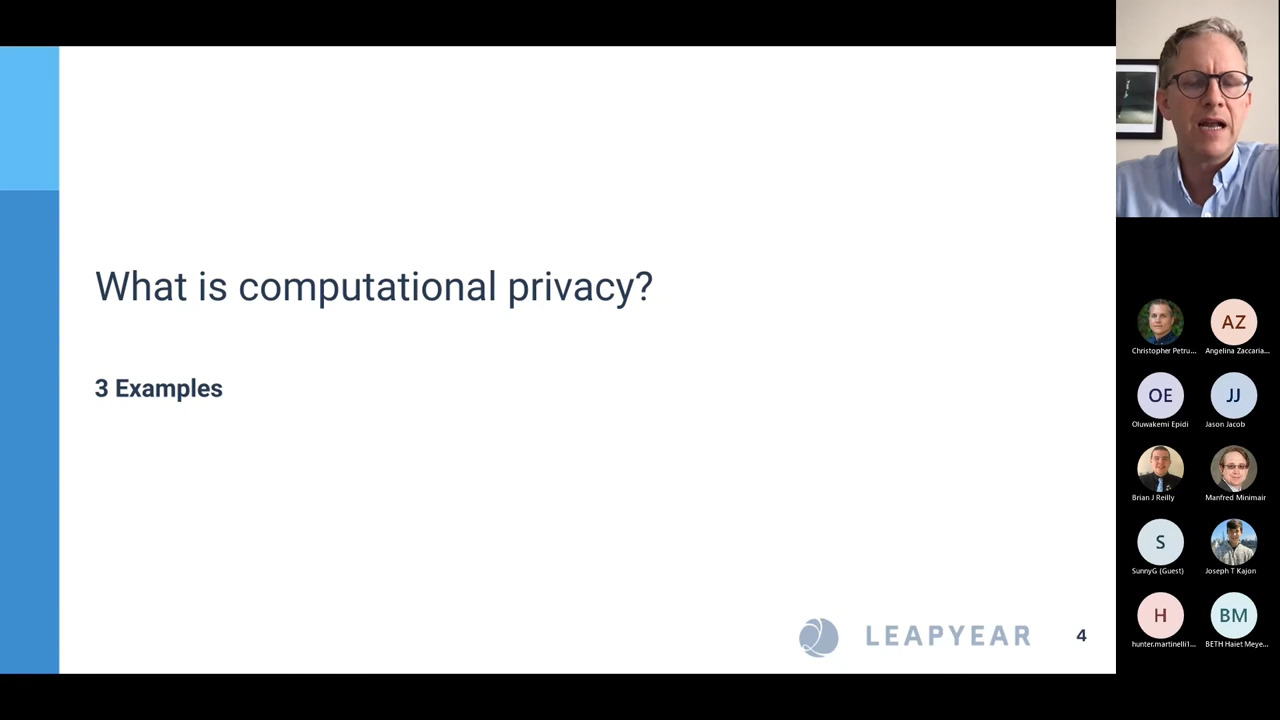 What is computational privacy?
3 Examples
LEAPYEAR
4
AZ
Christopher Petru...
Angelina Zaccaria...
OE
JJ
Oluwakemi Epidi
Jason Jacob
Brian J Reilly
Manfred Minimair
S
SunnyG (Guest)
Joseph T Kajon
H
BM
hunter.martinelli1...
BETH Haiet Meye...